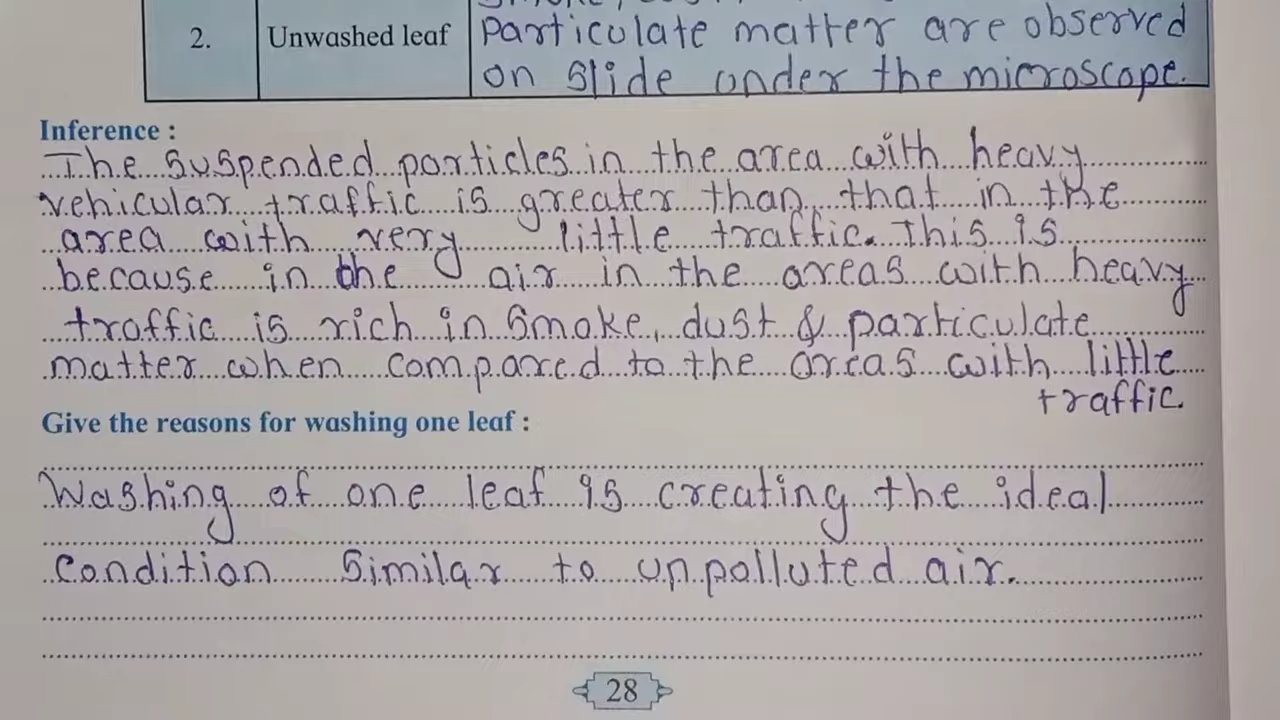 2. Unwashed leaf particulate matter are observed
on slide under the microscope.
Inference :
The suspended particles in the area with heavy
vehicular traffic is greater than that in the
area with very little traffic. This is
because in the air in the areas with heavy
traffic is rich in smoke, dust & particulate
matter when compared to the areas with little
traffic.
Give the reasons for washing one leaf :
Washing of one leaf is creating the ideal
condition similar to unpolluted air.
28